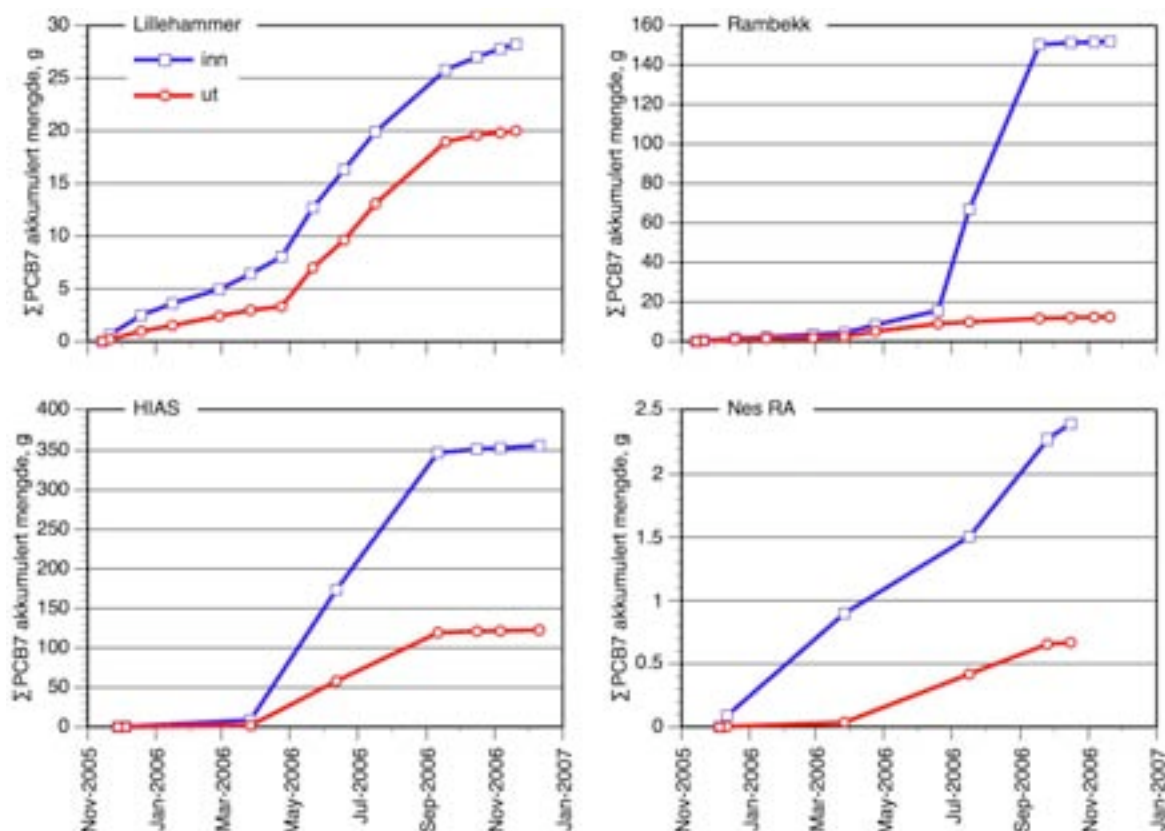 Lillehammer
inn
ut
30
25
20
15
10
5
0
∑PCB7 akkumulert mengde, g
Rambekk
160
140
120
100
80
60
40
20
0
∑PCB7 akkumulert mengde, g
HIAS
400
350
300
250
200
150
100
50
0
∑PCB7 akkumulert mengde, g
Nov-2005
Jan-2006
Mar-2006
May-2006
Jul-2006
Sep-2006
Nov-2006
Jan-2007
Nes RA
2.5
2
1.5
1
0.5
0
∑PCB7 akkumulert mengde, g
Nov-2005
Jan-2006
Mar-2006
May-2006
Jul-2006
Sep-2006
Nov-2006
Jan-2007